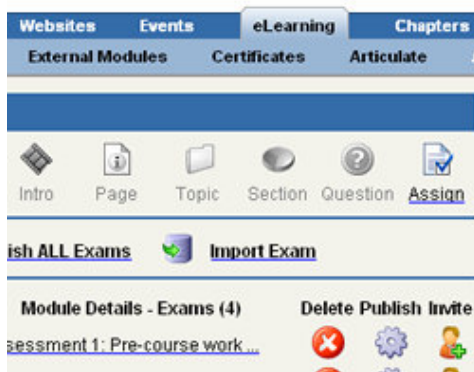 Websites Events eLearning Chapters
External Modules Certificates Articulate
Intro Page Topic Section Question Assign
ish ALL Exams Import Exam
Module Details - Exams (4) Delete Publish Invite
sessment 1: Pre-course work ...